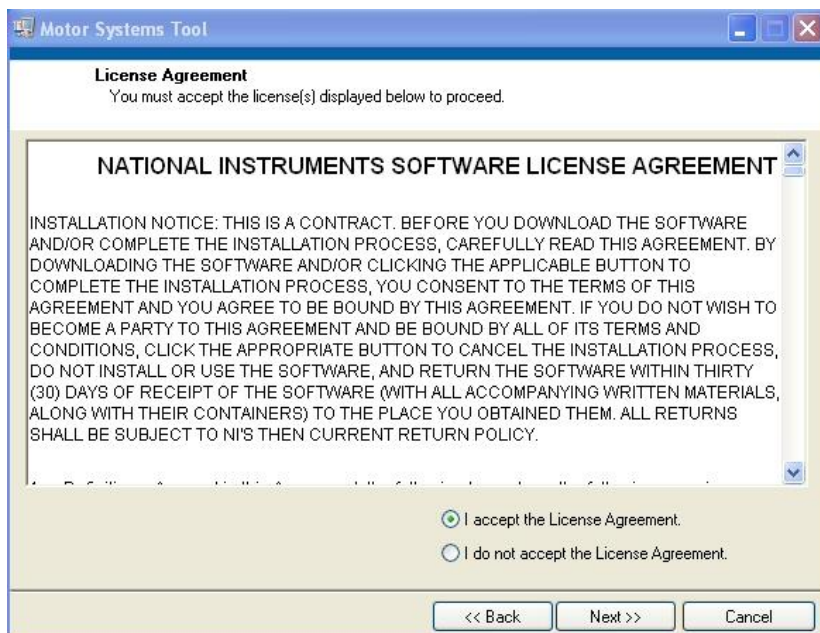 Motor Systems Tool
License Agreement
You must accept the license(s) displayed below to proceed.
NATIONAL INSTRUMENTS SOFTWARE LICENSE AGREEMENT
INSTALLATION NOTICE: THIS IS A CONTRACT. BEFORE YOU DOWNLOAD THE SOFTWARE
AND/OR COMPLETE THE INSTALLATION PROCESS, CAREFULLY READ THIS AGREEMENT. BY
DOWNLOADING THE SOFTWARE AND/OR CLICKING THE APPLICABLE BUTTON TO
COMPLETE THE INSTALLATION PROCESS, YOU CONSENT TO THE TERMS OF THIS
AGREEMENT AND YOU AGREE TO BE BOUND BY THIS AGREEMENT. IF YOU DO NOT WISH TO
BECOME A PARTY TO THIS AGREEMENT AND BE BOUND BY ALL OF ITS TERMS AND
CONDITIONS, CLICK THE APPROPRIATE BUTTON TO CANCEL THE INSTALLATION PROCESS,
DO NOT INSTALL OR USE THE SOFTWARE, AND RETURN THE SOFTWARE WITHIN THIRTY
(30) DAYS OF RECEIPT OF THE SOFTWARE (WITH ALL ACCOMPANYING WRITTEN MATERIALS,
ALONG WITH THEIR CONTAINERS) TO THE PLACE YOU OBTAINED THEM. ALL RETURNS
SHALL BE SUBJECT TO NI'S THEN CURRENT RETURN POLICY.
I accept the License Agreement.
I do not accept the License Agreement.
<< Back
Next >>
Cancel